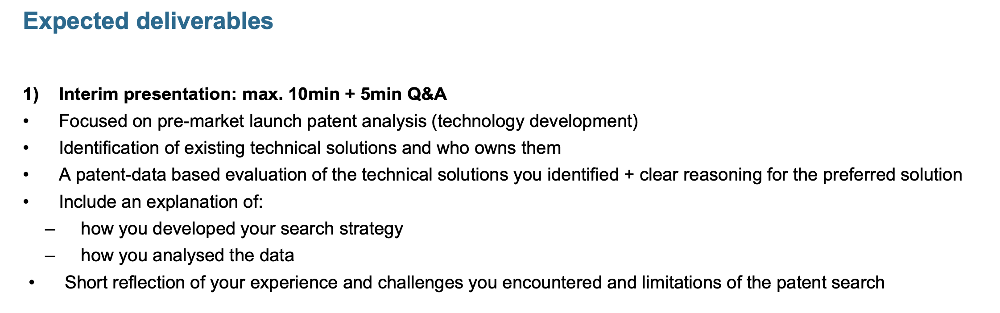 Expected deliverables
1) Interim presentation: max. 10min + 5min Q&A
• Focused on pre-market launch patent analysis (technology development)
• Identification of existing technical solutions and who owns them
• A patent-data based evaluation of the technical solutions you identified + clear reasoning for the preferred solution
• Include an explanation of:
– how you developed your search strategy
– how you analysed the data
• Short reflection of your experience and challenges you encountered and limitations of the patent search